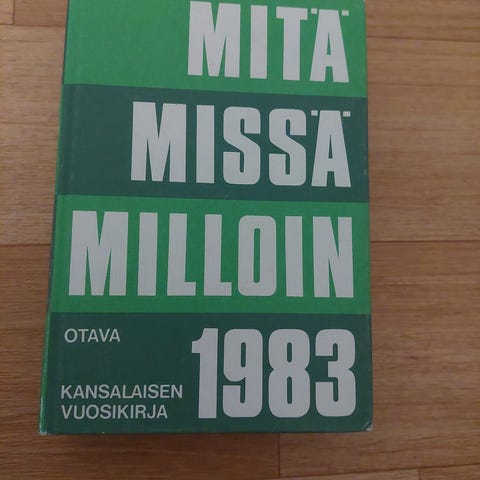 MITÄ
MISSÄ
MILLOIN
OTAVA
1983
KANSALAISEN
VUOSIKIRJA